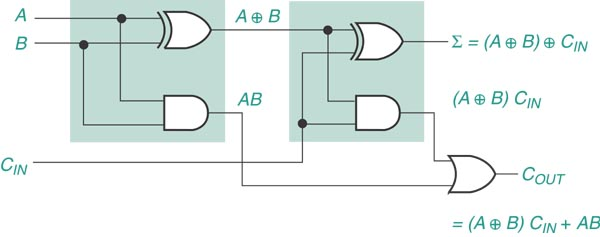 A
A ⊕ B
B
Σ = (A ⊕ B) ⊕ C_IN
AB
(A ⊕ B) C_IN
C_IN
C_OUT
= (A ⊕ B) C_IN + AB